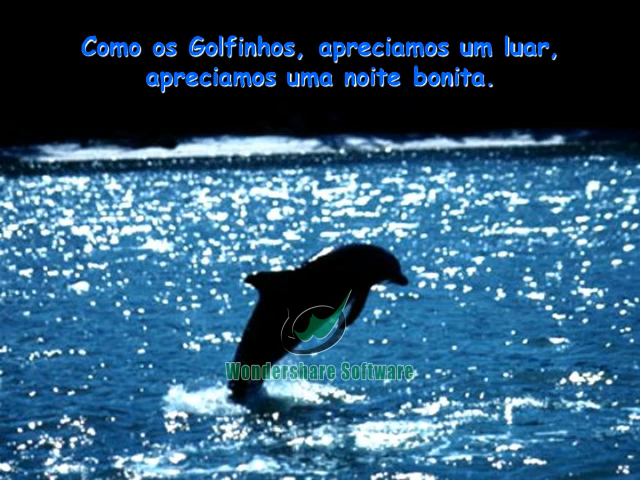 Como os Golfinhos, apreciamos um luar,
apreciamos uma noite bonita.
Wondershare Software